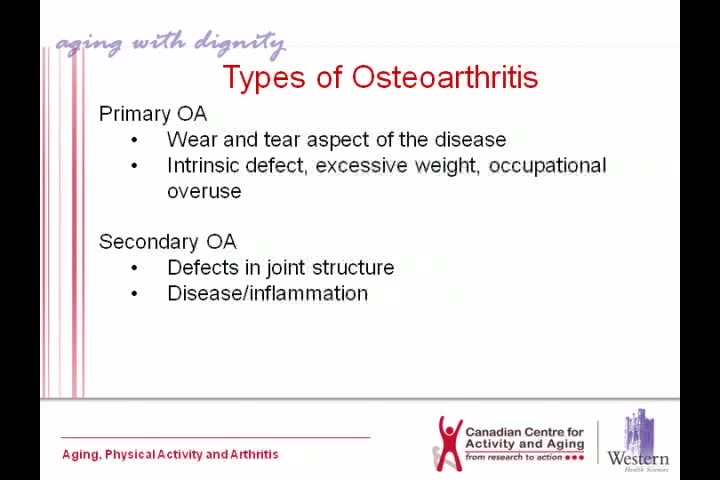 aging with dignity
Types of Osteoarthritis
Primary OA
• Wear and tear aspect of the disease
• Intrinsic defect, excessive weight, occupational
overuse
Secondary OA
• Defects in joint structure
• Disease/inflammation
Aging, Physical Activity and Arthritis
Canadian Centre for
Activity and Aging
from research to action
Western
Health Sciences